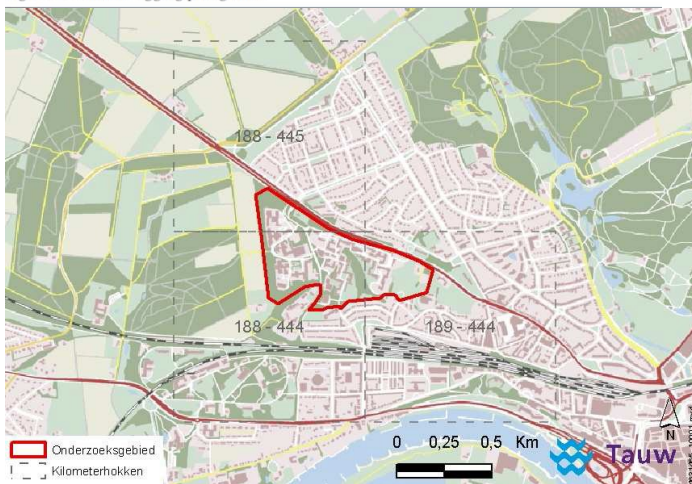 188 - 445
188 - 444
189 - 444
Onderzoeksgebied
Kilometerhokken
0 0,25 0,5 Km
N
Tauw